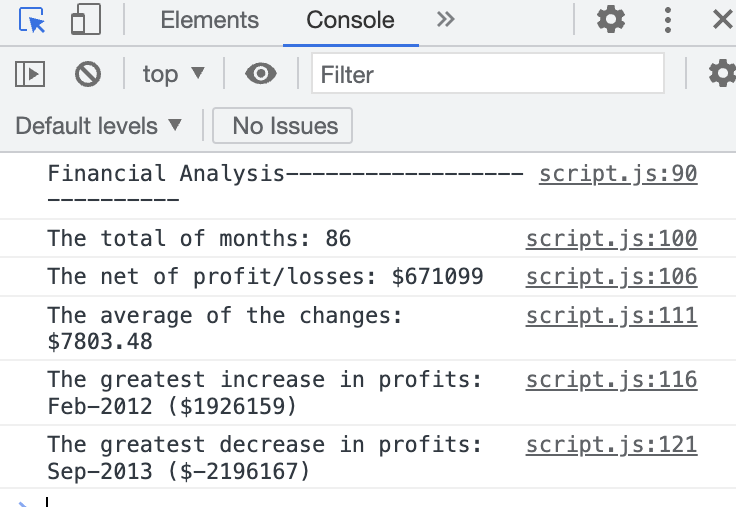 Elements Console
top Filter
Default levels No Issues
Financial Analysis------------------ script.js:90
----------
The total of months: 86 script.js:100
The net of profit/losses: $671099 script.js:106
The average of the changes: script.js:111
$7803.48
The greatest increase in profits: script.js:116
Feb-2012 ($1926159)
The greatest decrease in profits: script.js:121
Sep-2013 ($-2196167)